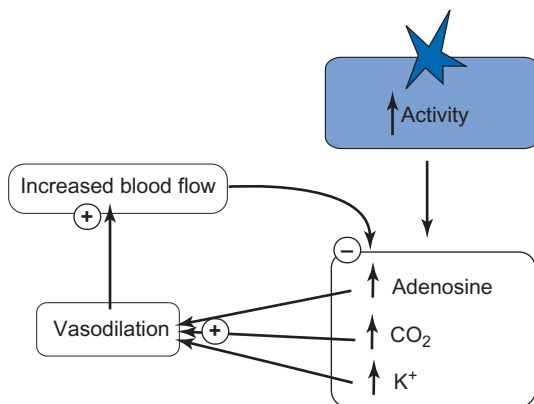 Activity
Increased blood flow
+
−
Adenosine
Vasodilation
+
CO₂
K⁺